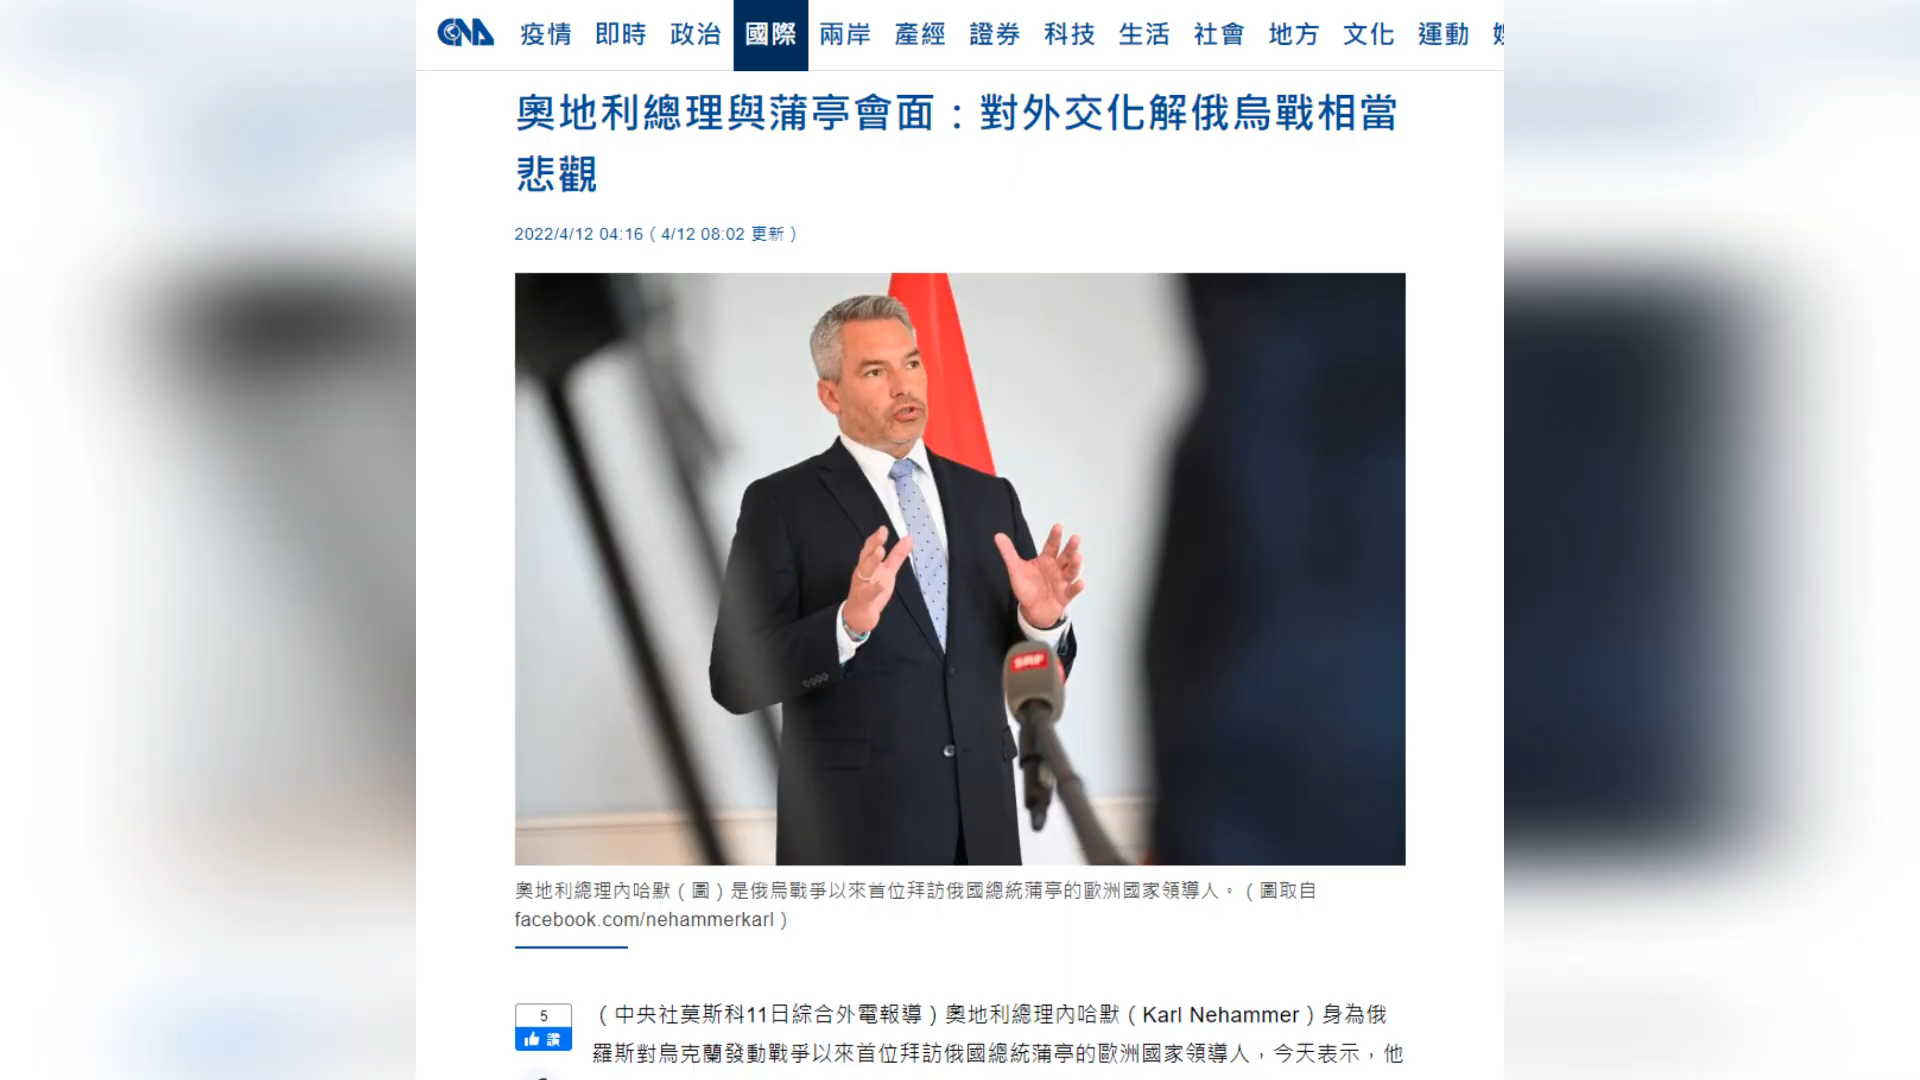 CNA 疫情 即時 政治 國際 兩岸 產經 證券 科技 生活 社會 地方 文化 運動
奧地利總理與蒲亭會面：對外交化解俄烏戰相當
悲觀
2022/4/12 04:16（4/12 08:02 更新）
SRF
奧地利總理內哈默（圖）是俄烏戰爭以來首位拜訪俄國總統蒲亭的歐洲國家領導人。（圖取自
facebook.com/nehammerkarl）
5
讚
（中央社莫斯科11日綜合外電報導）奧地利總理內哈默（Karl Nehammer）身為俄
羅斯對烏克蘭發動戰爭以來首位拜訪俄國總統蒲亭的歐洲國家領導人，今天表示，他